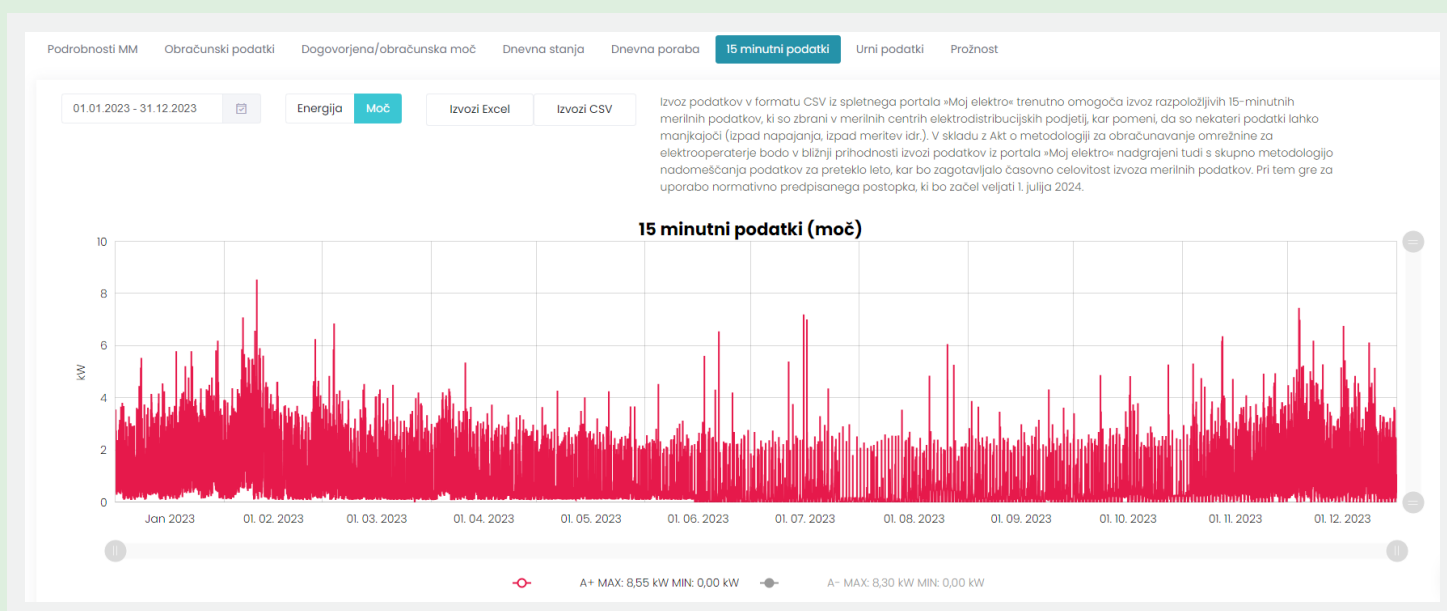 Podrobnosti MM Obračunski podatki Dogovorjena/obračunska moč Dnevna stanja Dnevna poraba 15 minutni podatki Urni podatki Prožnost
01.01.2023 - 31.12.2023 Energija Moč Izvozi Excel Izvozi CSV
Izvoz podatkov v formatu CSV iz spletnega portala »Moj elektro« trenutno omogoča izvoz razpoložljivih 15-minutnih
merilnih podatkov, ki so zbrani v merilnih centrih elektrodistribucijskih podjetij, kar pomeni, da so nekateri podatki lahko
manjkajoči (izpad napajanja, izpad meritev idr.). V skladu z Akt o metodologiji za obračunavanje omrežnine za
elektrooperaterje bodo v bližnji prihodnosti izvozi podatkov iz portala »Moj elektro« nadgrajeni tudi s skupno metodologijo
nadomeščanja podatkov za preteklo leto, kar bo zagotavljalo časovno celovitost izvoza merilnih podatkov. Pri tem gre za
uporabo normativno predpisanega postopka, ki bo začel veljati 1. julija 2024.
15 minutni podatki (moč)
10
8
6
kW
4
2
0
Jan 2023 01. 02. 2023 01. 03. 2023 01. 04. 2023 01. 05. 2023 01. 06. 2023 01. 07. 2023 01. 08. 2023 01. 09. 2023 01. 10. 2023 01. 11. 2023 01. 12. 2023
A+ MAX: 8,55 kW MIN: 0,00 kW A- MAX: 8,30 kW MIN: 0,00 kW